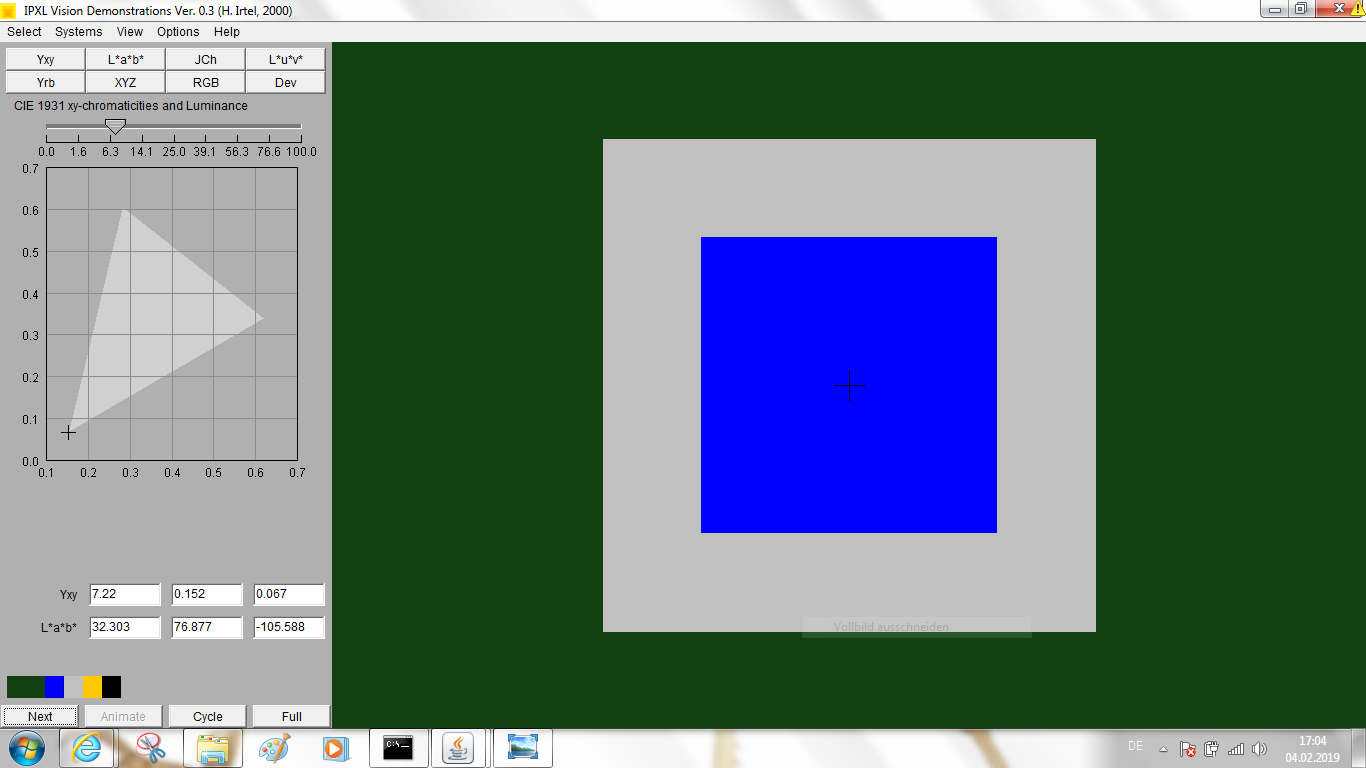 IPXL Vision Demonstrations Ver. 0.3 (H. Irtel, 2000)
Select Systems View Options Help
Yxy L*a*b* JCh L*u*v*
Yrb XYZ RGB Dev
CIE 1931 xy-chromaticities and Luminance
0.0 1.6 6.3 14.1 25.0 39.1 56.3 76.6 100.0
0.7
0.6
0.5
0.4
0.3
0.2
0.1
0.0
0.1 0.2 0.3 0.4 0.5 0.6 0.7
Yxy 7.22 0.152 0.067
L*a*b* 32.303 76.877 -105.588
Vollbild ausschneiden
Next Animate Cycle Full
C:\_
DE 17:04
04.02.2019